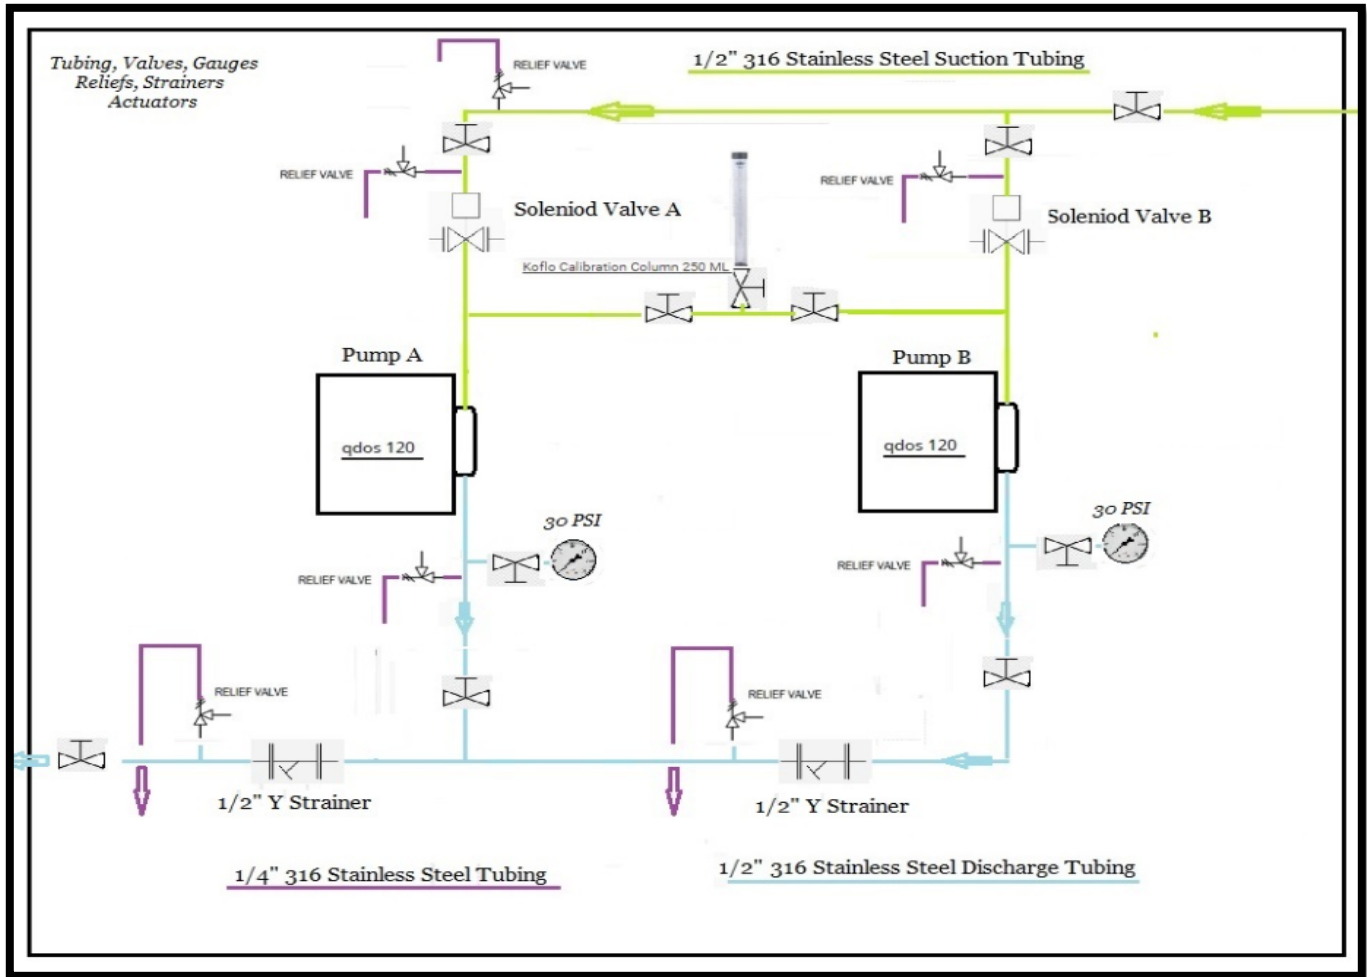 Tubing, Valves, Gauges
Reliefs, Strainers
Actuators
RELIEF VALVE
1/2" 316 Stainless Steel Suction Tubing
RELIEF VALVE
RELIEF VALVE
Soleniod Valve A
Soleniod Valve B
Koflo Calibration Column 250 ML
Pump A
Pump B
qdos 120
qdos 120
30 PSI
30 PSI
RELIEF VALVE
RELIEF VALVE
RELIEF VALVE
RELIEF VALVE
1/2" Y Strainer
1/2" Y Strainer
1/4" 316 Stainless Steel Tubing
1/2" 316 Stainless Steel Discharge Tubing